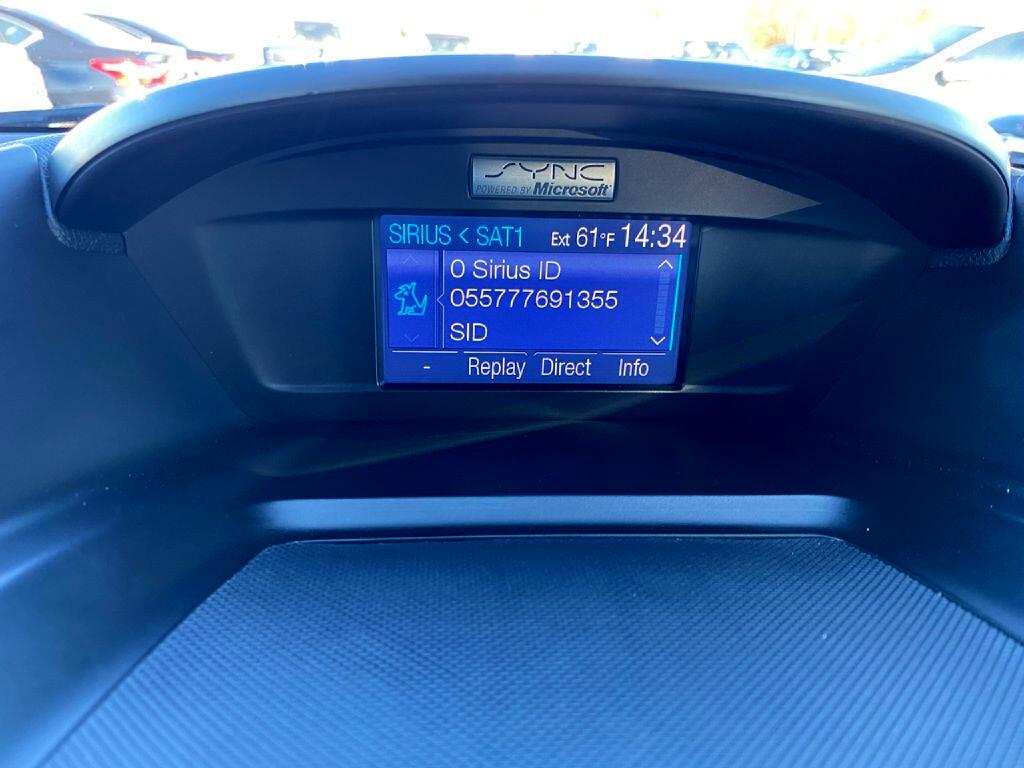 SYNC
POWERED BY Microsoft
SIRIUS < SAT1 Ext 61°F 14:34
0 Sirius ID
055777691355
SID
- Replay Direct Info